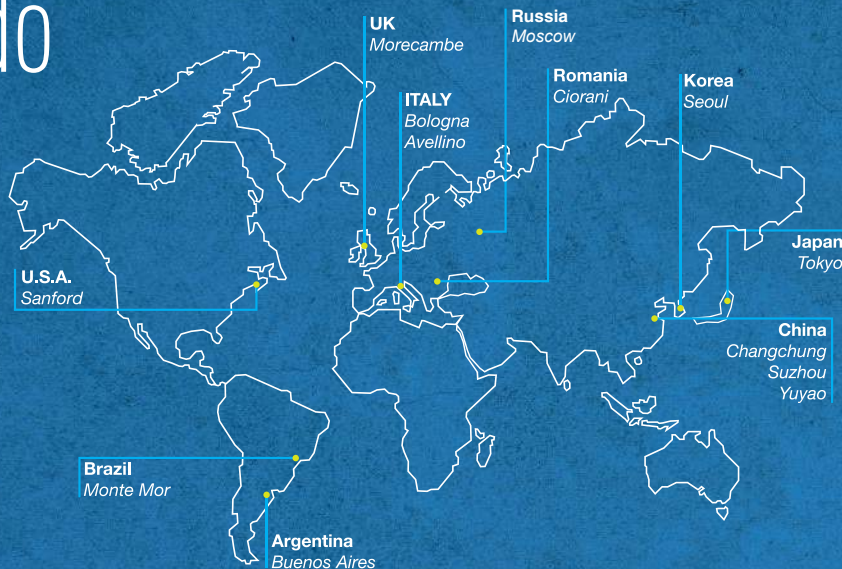 UK
Morecambe
Russia
Moscow
ITALY
Bologna
Avellino
Romania
Ciorani
Korea
Seoul
Japan
Tokyo
U.S.A.
Sanford
China
Changchung
Suzhou
Yuyao
Brazil
Monte Mor
Argentina
Buenos Aires